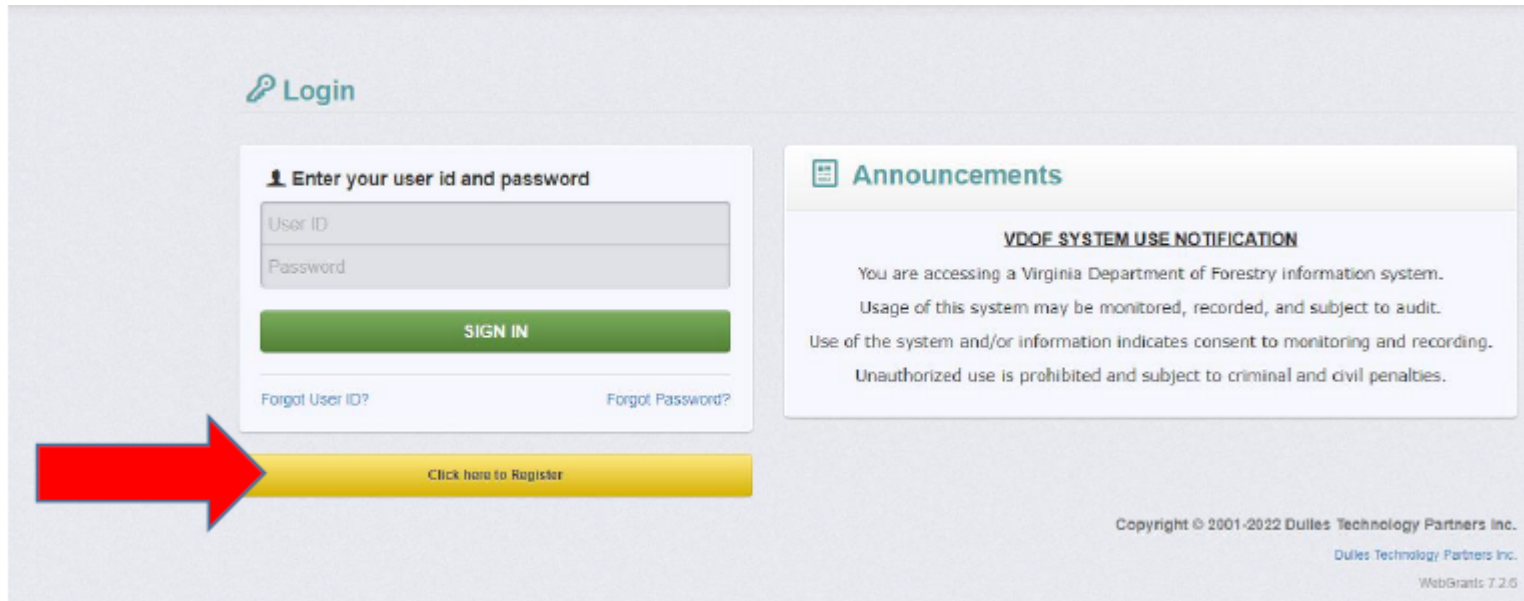 Login
Enter your user id and password
User ID
Password
SIGN IN
Forgot User ID?
Forgot Password?
Click here to Register
Announcements
VDOF SYSTEM USE NOTIFICATION
You are accessing a Virginia Department of Forestry information system.
Usage of this system may be monitored, recorded, and subject to audit.
Use of the system and/or information indicates consent to monitoring and recording.
Unauthorized use is prohibited and subject to criminal and civil penalties.
Copyright © 2001-2022 Dulles Technology Partners Inc.
Dulles Technology Partners Inc.
WebGrants 7.2.6